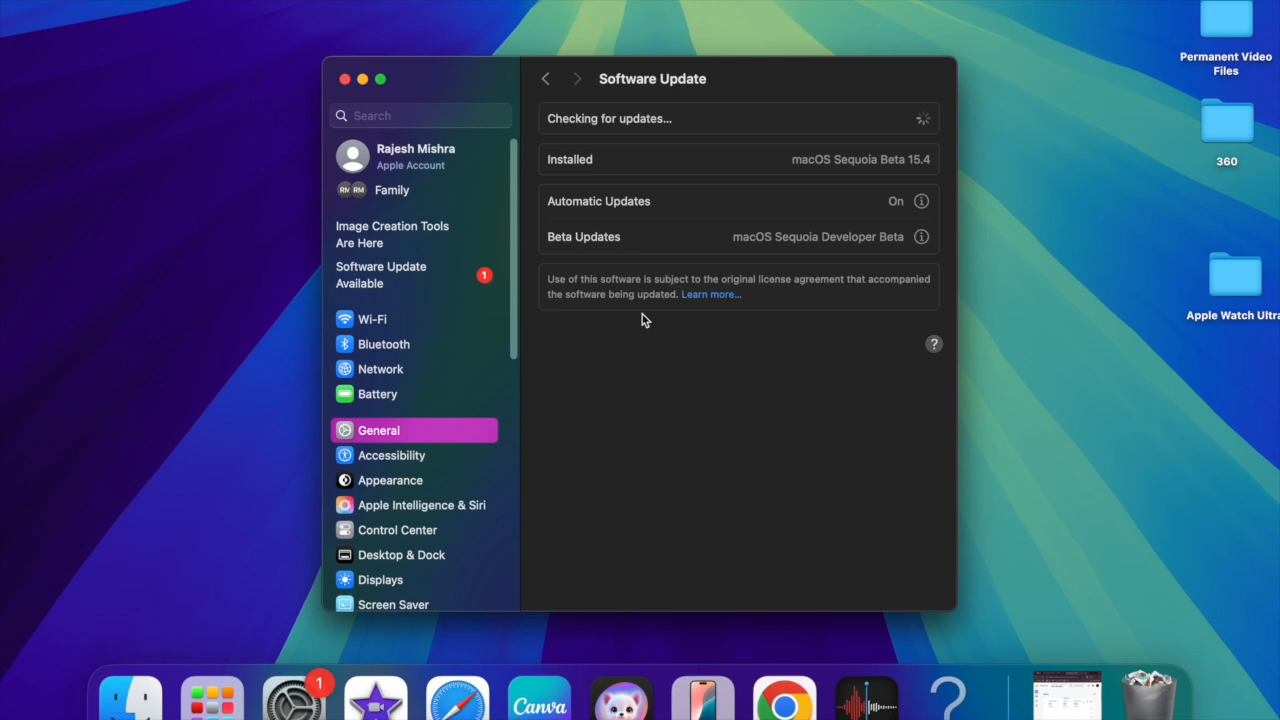 Permanent Video
Files
360
Apple Watch Ultra
Search
Rajesh Mishra
Apple Account
RM RM Family
Image Creation Tools
Are Here
Software Update
Available
1
Wi-Fi
Bluetooth
Network
Battery
General
Accessibility
Appearance
Apple Intelligence & Siri
Control Center
Desktop & Dock
Displays
Screen Saver
Software Update
Checking for updates...
Installed macOS Sequoia Beta 15.4
Automatic Updates On
Beta Updates macOS Sequoia Developer Beta
Use of this software is subject to the original license agreement that accompanied
the software being updated. Learn more...
?
1
Canva
?